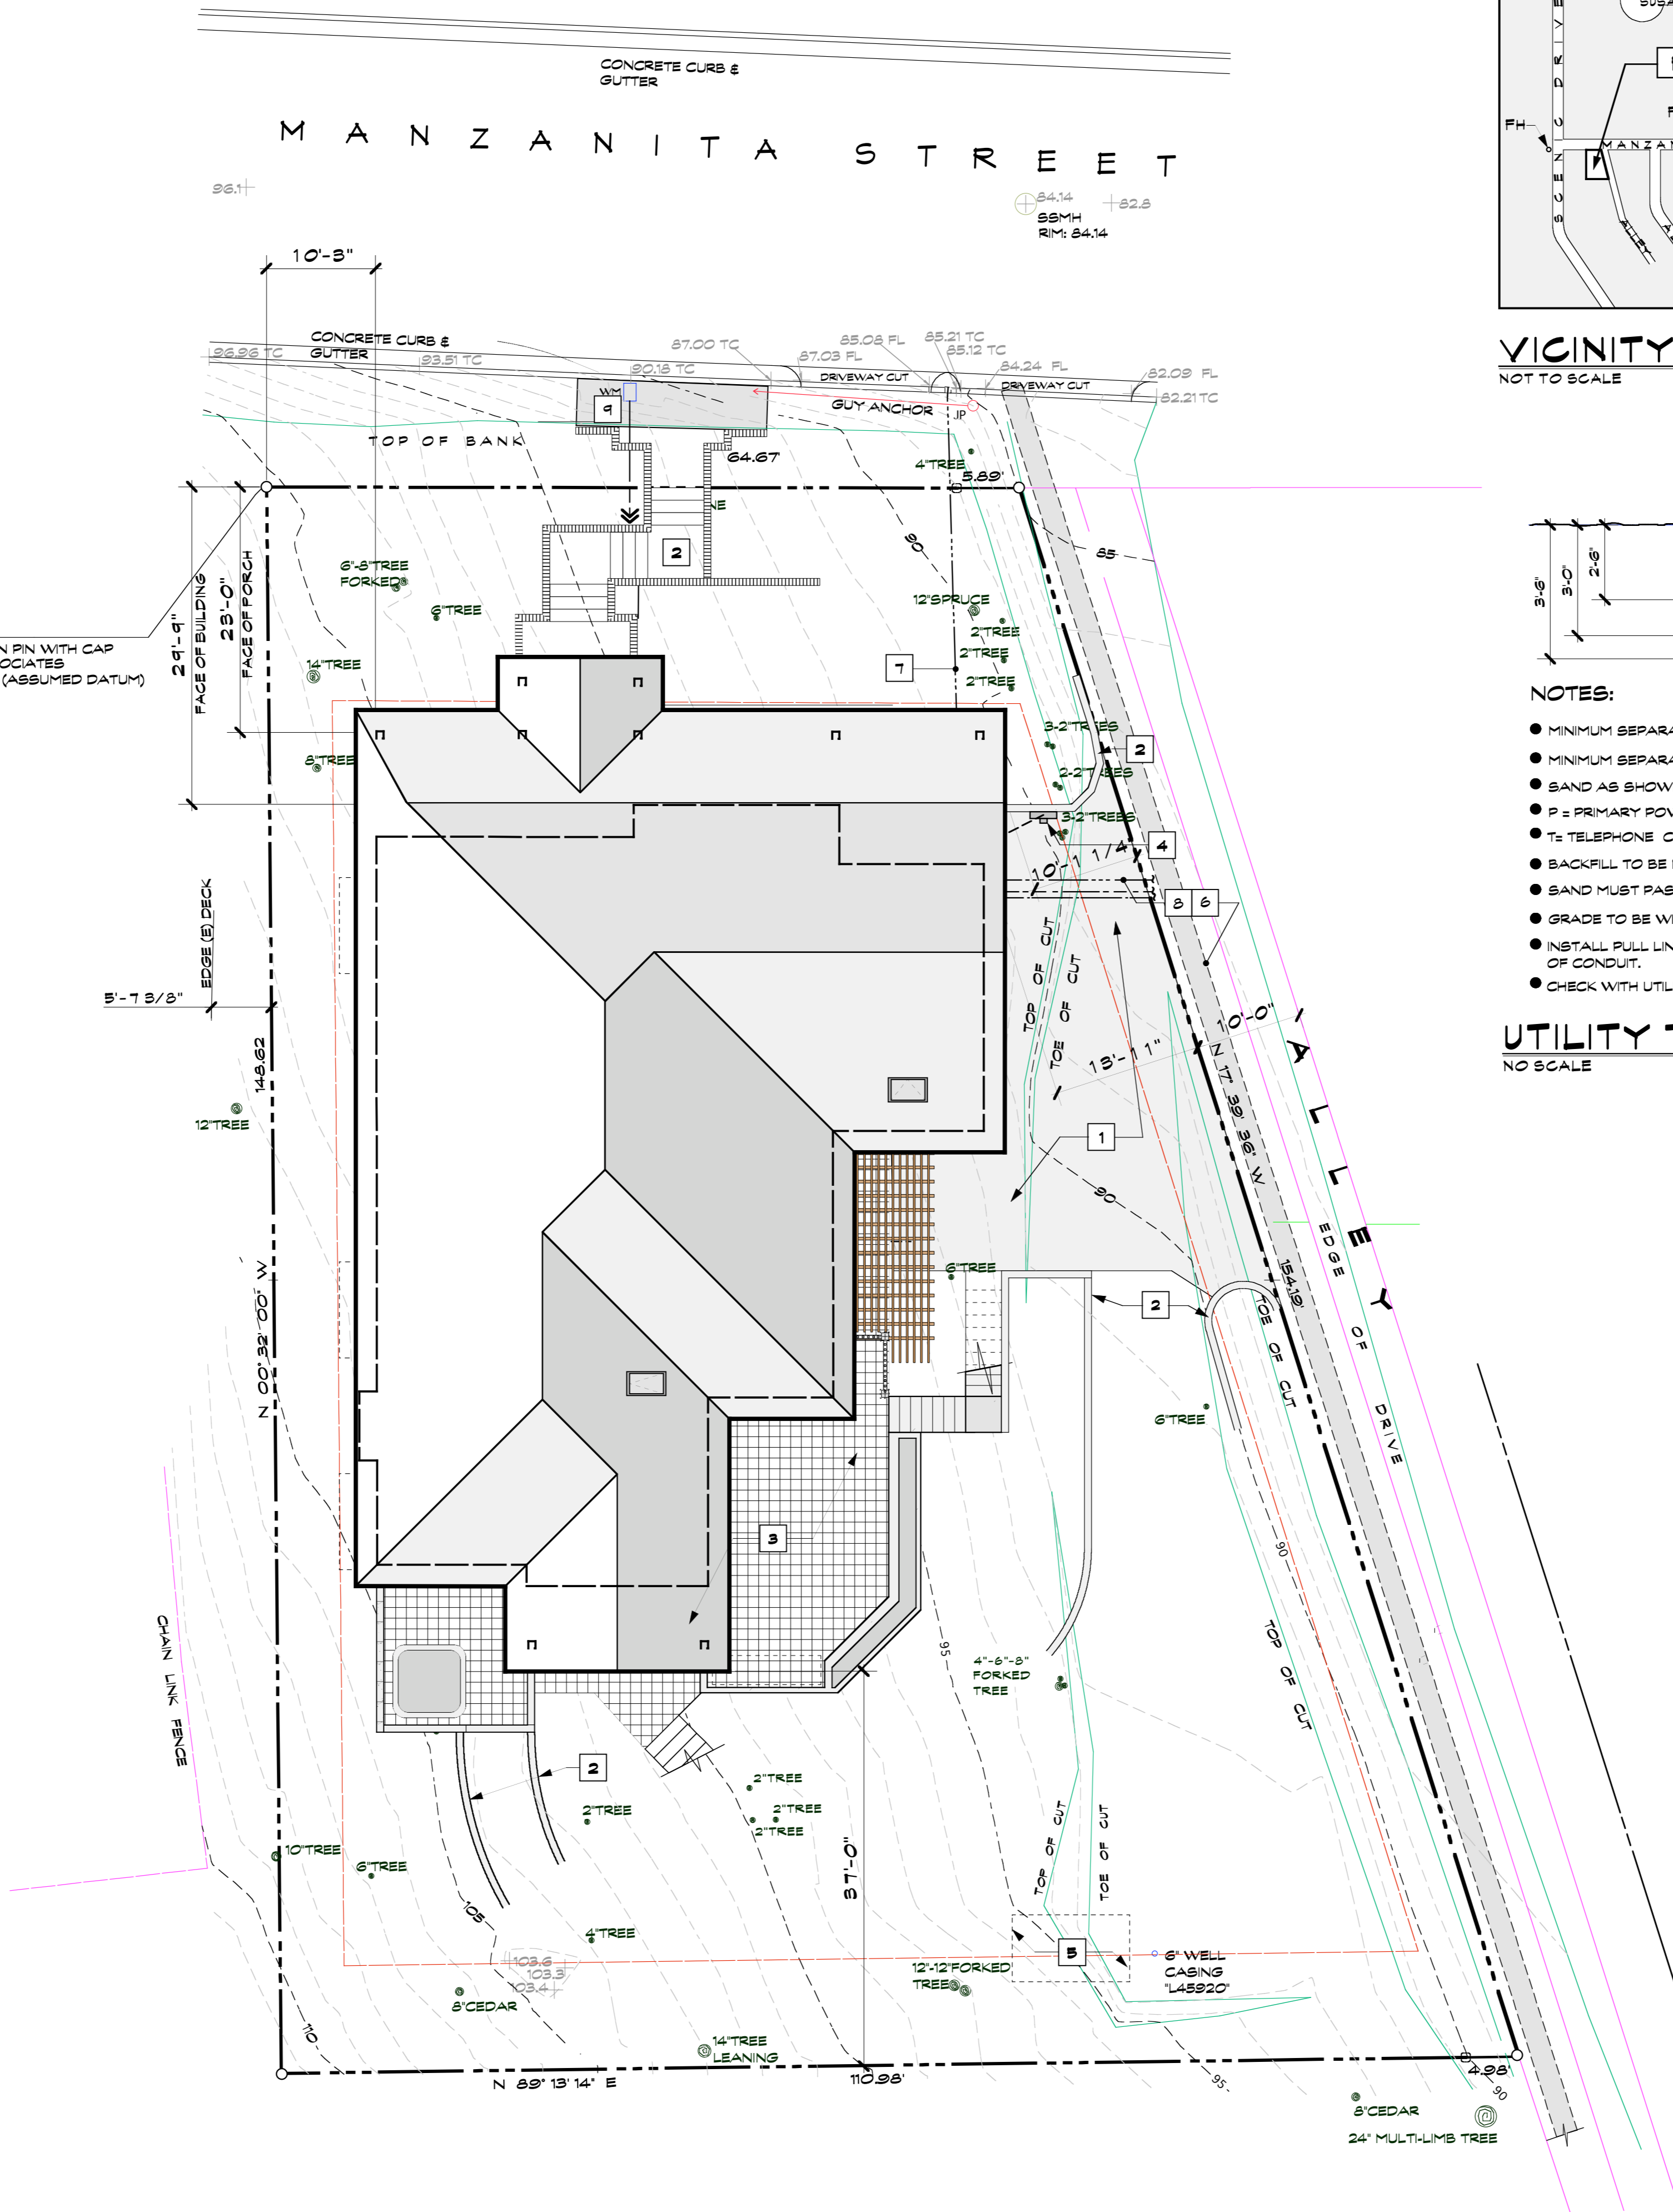 CONCRETE CURB &
GUTTER
MANZANITA STREET
96.1
84.14
82.8
SSMH
RIM: 84.14
10'-3"
CONCRETE CURB &
GUTTER
96.96 TC
93.51 TC
90.18 TC
87.00 TC
87.03 FL
85.08 FL
85.21 TC
85.12 TC
84.24 FL
82.09 FL
82.21 TC
DRIVEWAY CUT
DRIVEWAY CUT
WM
9
GUY ANCHOR
JP
TOP OF BANK
64.67'
4"TREE
5.89'
NE
2
90
85
6"-8"TREE
FORKED
6"TREE
12"SPRUCE
2"TREE
2"TREE
2"TREE
7
29'-9"
FACE OF BUILDING
23'-0"
FACE OF PORCH
N PIN WITH CAP
OCIATES
(ASSUMED DATUM)
14"TREE
8"TREE
3-2"TREES
2
2-2"TREES
3-2"TREES
4
10'-1 1/4"
8 6
EDGE (E) DECK
5'-7 3/8"
148.62
12"TREE
TOP OF CUT
TOE OF CUT
13'-11"
10'-0"
N 17° 39' 36" W
ALLEY
1
90
6"TREE
N 00° 32' 00" W
2
154.19'
EDGE OF DRIVE
TOE OF CUT
6"TREE
3
90
CHAIN LINK FENCE
TOP OF CUT
95
4"-6"-8"
FORKED
TREE
2
2"TREE
2"TREE
2"TREE
2"TREE
10"TREE
6"TREE
37'-0"
TOP OF CUT
TOE OF CUT
105
4"TREE
103.6
103.3
103.4
8"CEDAR
12"-12"FORKED
TREE
5
6" WELL
CASING
"L45920"
110
14"TREE
LEANING
N 89° 13' 14" E
110.98'
95
4.98'
90
8"CEDAR
24" MULTI-LIMB TREE
SCENIC DRIVE
FH
MANZAN
ALLEY
VICINITY
NOT TO SCALE
3'-6"
3'-0"
2'-6"
NOTES:
● MINIMUM SEPARA
● MINIMUM SEPARA
● SAND AS SHOW
● P = PRIMARY POW
● T= TELEPHONE C
● BACKFILL TO BE
● SAND MUST PAS
● GRADE TO BE WI
● INSTALL PULL LIN
OF CONDUIT.
● CHECK WITH UTIL
UTILITY T
NO SCALE